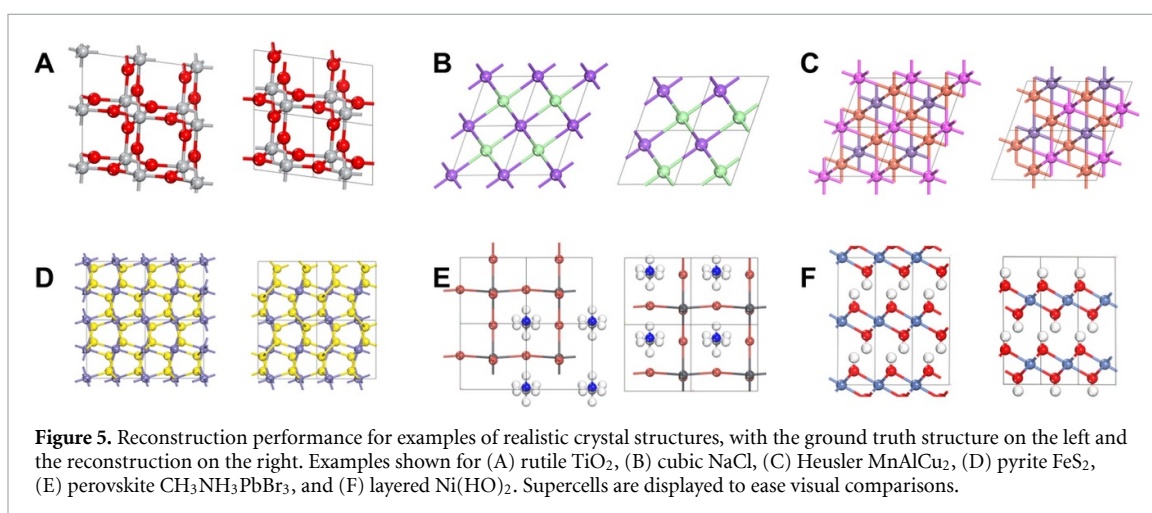 A
B
C
D
E
F
Figure 5. Reconstruction performance for examples of realistic crystal structures, with the ground truth structure on the left and
the reconstruction on the right. Examples shown for (A) rutile TiO₂, (B) cubic NaCl, (C) Heusler MnAlCu₂, (D) pyrite FeS₂,
(E) perovskite CH₃NH₃PbBr₃, and (F) layered Ni(HO)₂. Supercells are displayed to ease visual comparisons.